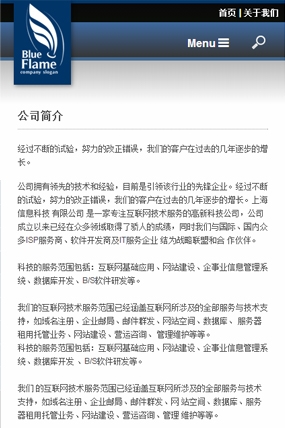 首页 | 关于我们
Menu
Blue
Flame
company slogan
公司简介
经过不断的试验，努力的改正错误，我们的客户在过去的几年逐步的增
长。
公司拥有领先的技术和经验，目前是引领该行业的先锋企业。经过不断
的试验，努力的改正错误，我们的客户在过去的几年逐步的增长。上海
信息科技 有限公司 是一家专注互联网技术服务的高新科技公司，公司
成立以来已经在众多领域取得了骄人的成绩，同时我们与国际、国内众
多ISP服务商、软件开发商及IT服务企业 结为战略联盟和合 作伙伴。
科技的服务范围包括：互联网基础应用、网站建设、企事业信息管理系
统、数据库开发、B/S软件研发等。
我们的互联网技术服务范围已经涵盖互联网所涉及的全部服务与技术支
持，如域名注册、企业邮局、邮件群发、网站空间、数据库、 服务器
租用托管业务、网站建设、营运咨询、 管理维护等等。
科技的服务范围包括：互联网基础应用、网站建设、企事业信息管理系
统、数据库开发 、B/S软件研发等。
我们 的互联网技术服务范围已经涵盖互联网所涉及的全部服务与技术
支持，如域名注册、企业邮局、邮件群发、网 站空间、数据库、服务
器租用托管业务、网站建设、营运咨询、管理 维护等等。